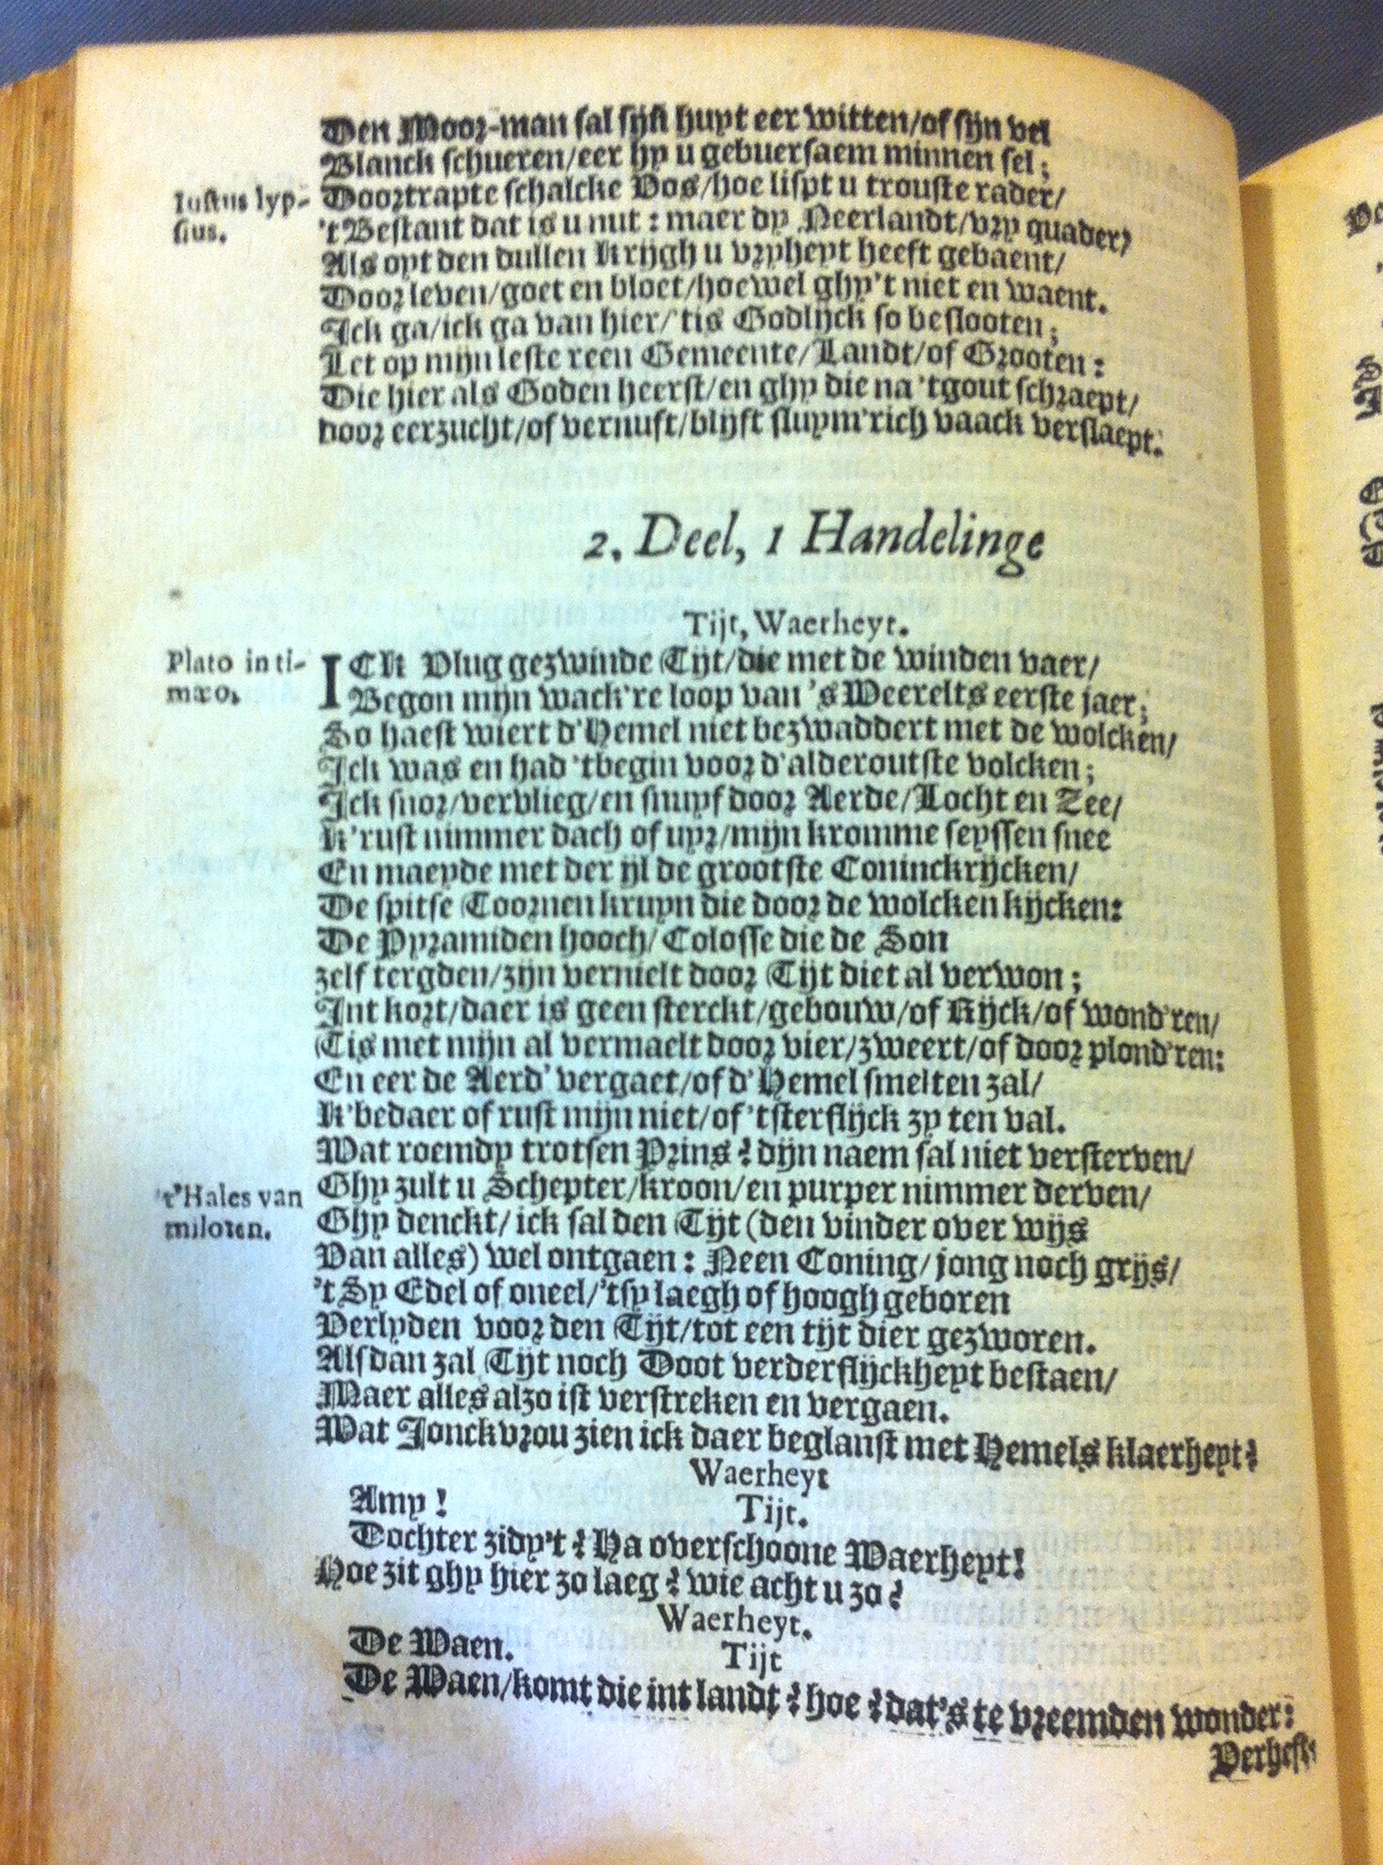 Den Moor-man sal sijn huyt eer witten/of sijn vel
Blanck schueren/eer hy u gebuersaem minnen sel;
Iustus lyp-
sius.
Doortrapte schalcke Vos/hoe lispt u trouste rader/
't Bestant dat is u nut: maer dy Neerlandt/vry quader,
Als oyt den dullen Krijgh u vryheyt heeft gebaent/
Door leven/goet en bloet/hoewel ghy't niet en waent.
Ick ga/ick ga van hier/'tis Godlijck so beslooten;
Let op mijn leste reen Gemeente/Landt/of Grooten:
Die hier als Goden heerst/en ghy die na 'tgout schraept/
door eerzucht/of vernuft/blijft sluym'rich vaack verslaept.
2. Deel, 1 Handelinge
Tijt, Waerheyt.
Plato in ti-
mæo.
ICk Vlug gezwinde Tijt/die met de winden vaer/
Begon mijn wack're loop van 's Weerelts eerste jaer;
So haest wiert d'Hemel niet bezwaddert met de wolcken/
Ick was en had 'tbegin voor d'alderoutste volcken;
Ick snor/vervlieg/en snuyf door Aerde/Locht en Zee/
K'rust nimmer dach of uyr/mijn kromme seyssen snee
En maeyde met der ijl de grootste Coninckrijcken/
De spitse Toornen kruyn die door de wolcken kijcken:
De Pyramiden hooch/Colosse die de Son
zelf tergden/zijn vernielt door Tijt diet al verwon;
Int kort/daer is geen sterckt/gebouw/of Rijck/of wond'ren/
Tis met mijn al vermaelt door vier/zweert/of door plond'ren:
En eer de Aerd' vergaet/of d'Hemel smelten zal/
K'bedaer of rust mijn niet/of 'tsterflijck zy ten val.
Wat roemdy trotsen Prins? dijn naem sal niet versterven/
't'Hales van
miloten.
Ghy zult u Schepter/kroon/en purper nimmer derven/
Ghy denckt/ick sal den Tijt (den vinder over wijs
Van alles) wel ontgaen: Neen Coning/jong noch grijs/
't Sy Edel of oneel/'tsy laegh of hoogh geboren
Verlyden voor den Tijt/tot een tijt dier gezworen.
Alsdan zal Tijt noch Doot verderflijckheyt bestaen/
Maer alles alzo ist verstreken en vergaen.
Wat Jonckvrou zien ick daer beglanst met Hemels klaerheyt?
Waerheyt
Amy!
Tijt.
Dochter zidy't? Ha overschoone Waerheyt!
Hoe zit ghy hier zo laeg? wie acht u zo?
Waerheyt.
De Waen.
Tijt
De Waen/komt die int landt? hoe? dat's te vreemden wonder: